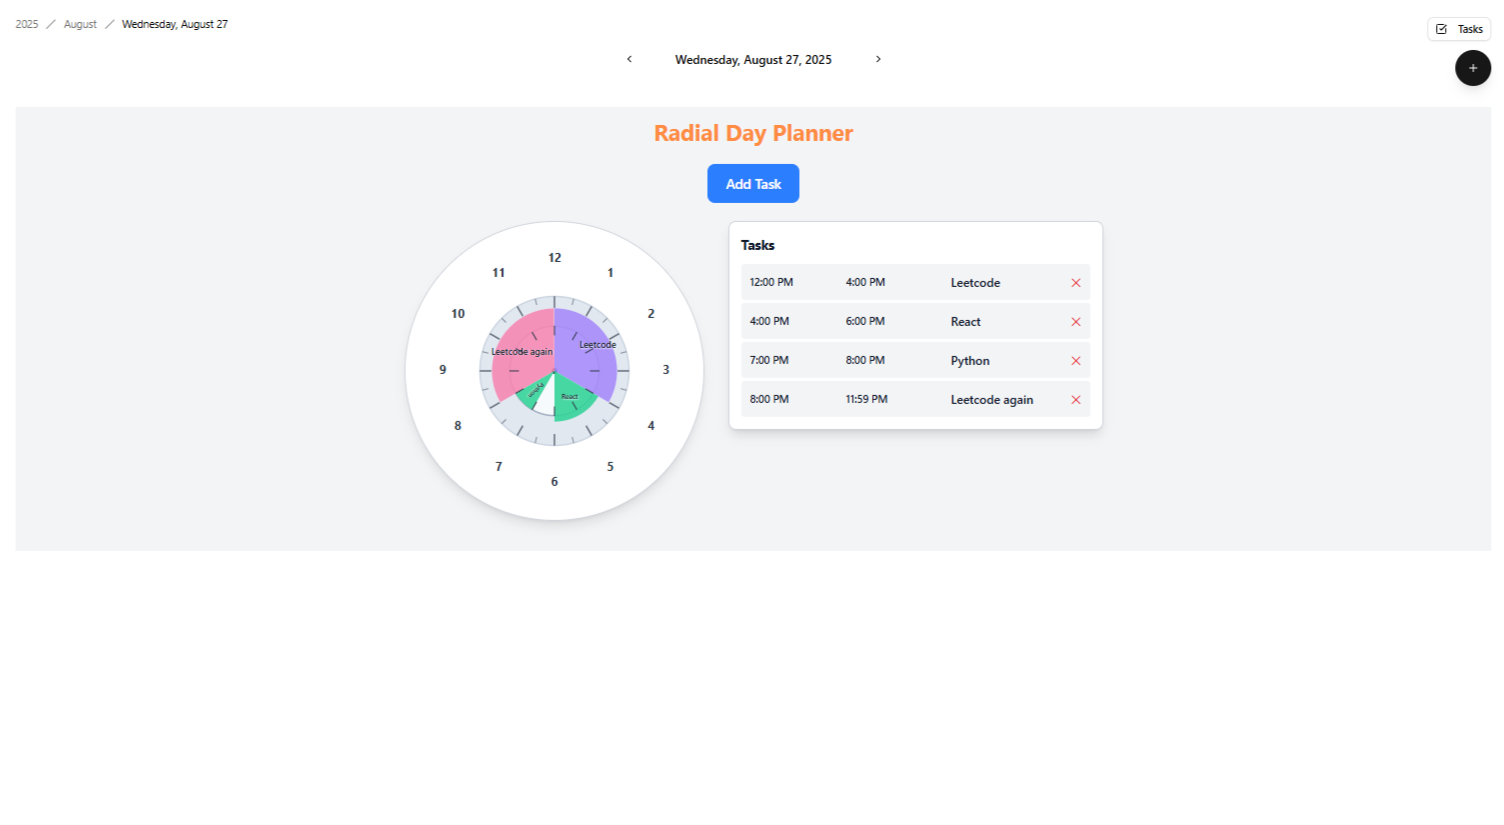 2025 / August / Wednesday, August 27
Tasks
Wednesday, August 27, 2025
+
Radial Day Planner
Add Task
12
11
1
10
2
9
3
8
4
7
5
6
Leetcode again
Leetcode
Python
React
Tasks
12:00 PM 4:00 PM Leetcode
4:00 PM 6:00 PM React
7:00 PM 8:00 PM Python
8:00 PM 11:59 PM Leetcode again